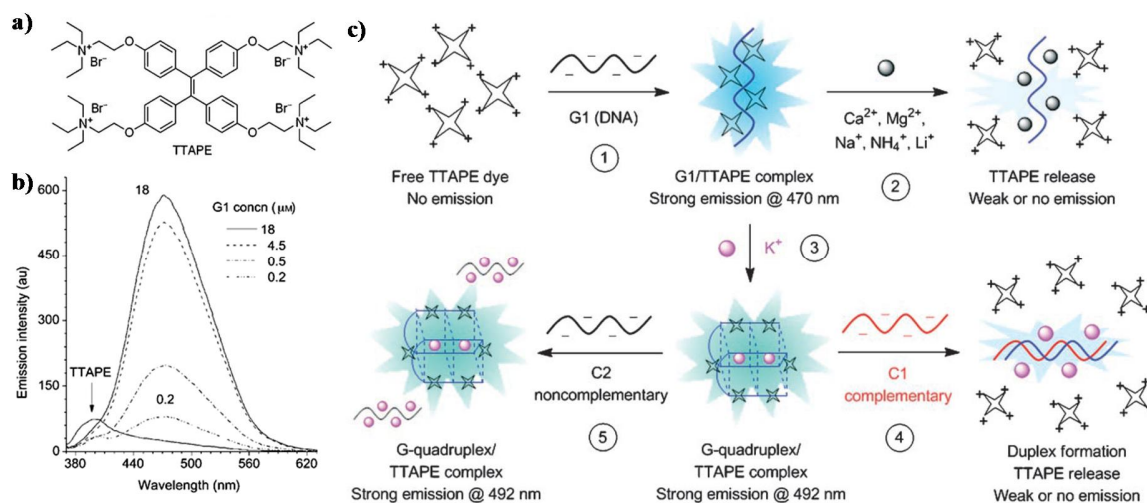 a)
N+
Br-
O
O
Br-
N+
N+
Br-
O
O
Br-
N+
TTAPE
b)
600
450
300
150
0
Emission intensity (au)
18
G1 concn (μM)
18
4.5
0.5
0.2
TTAPE
0.2
380
440
500
560
620
Wavelength (nm)
c)
Free TTAPE dye
No emission
G1 (DNA)
1
G1/TTAPE complex
Strong emission @ 470 nm
Ca2+, Mg2+,
Na+, NH4+, Li+
2
TTAPE release
Weak or no emission
K+
3
G-quadruplex/
TTAPE complex
Strong emission @ 492 nm
C2
noncomplementary
5
G-quadruplex/
TTAPE complex
Strong emission @ 492 nm
C1
complementary
4
Duplex formation
TTAPE release
Weak or no emission